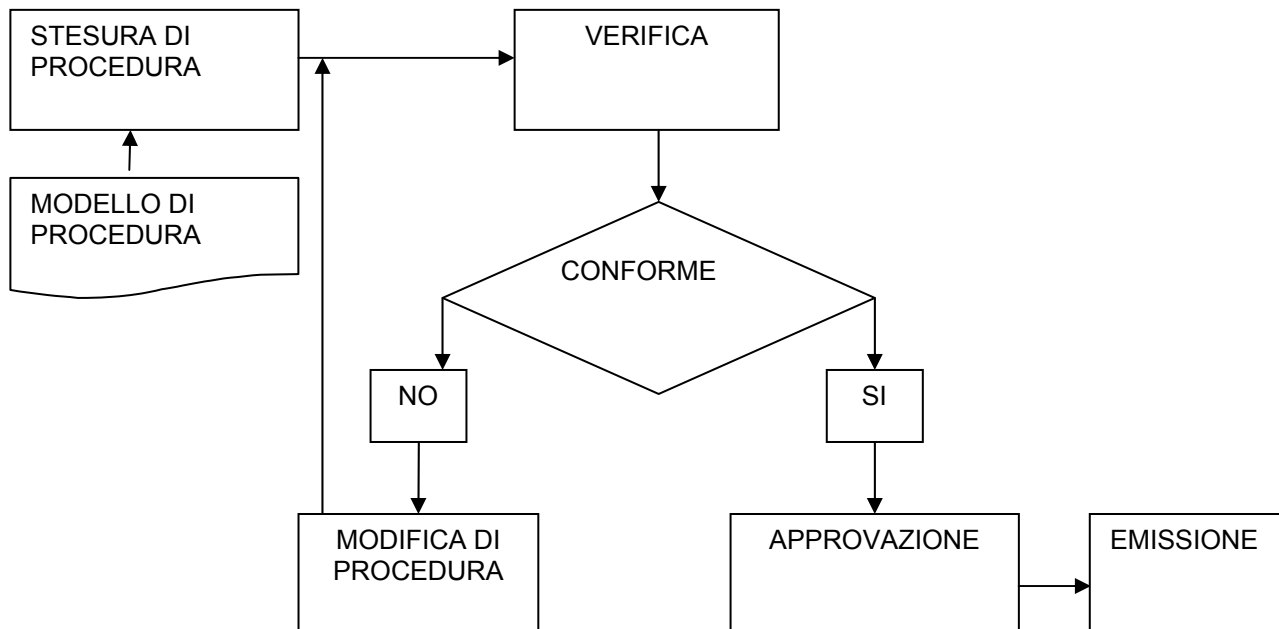 STESURA DI
PROCEDURA
VERIFICA
MODELLO DI
PROCEDURA
CONFORME
NO
SI
MODIFICA DI
PROCEDURA
APPROVAZIONE
EMISSIONE